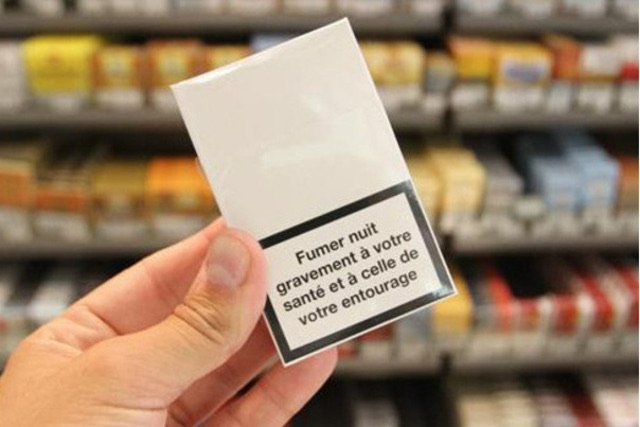 Fumer nuit
gravement à votre
santé et à celle de
votre entourage